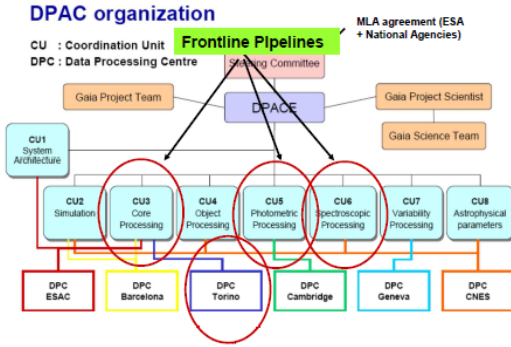 DPAC organization
CU : Coordination Unit
DPC : Data Processing Centre
Frontline PIpelines
MLA agreement (ESA
+ National Agencies)
Steering Committee
Gaia Project Team
DPACE
Gaia Project Scientist
Gaia Science Team
CU1
System
Architecture
CU2
Simulation
CU3
Core
Processing
CU4
Object
Processing
CU5
Photometric
Processing
CU6
Spectroscopic
Processing
CU7
Variability
Processing
CU8
Astrophysical
parameters
DPC
ESAC
DPC
Barcelona
DPC
Torino
DPC
Cambridge
DPC
Geneva
DPC
CNES